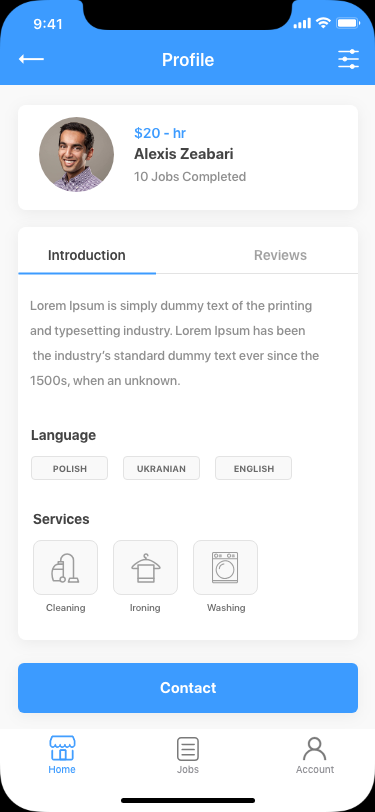 9:41
Profile
$20 - hr
Alexis Zeabari
10 Jobs Completed
Introduction
Reviews
Lorem Ipsum is simply dummy text of the printing
and typesetting industry. Lorem Ipsum has been
the industry's standard dummy text ever since the
1500s, when an unknown.
Language
POLISH
UKRANIAN
ENGLISH
Services
Cleaning
Ironing
Washing
Contact
Home
Jobs
Account